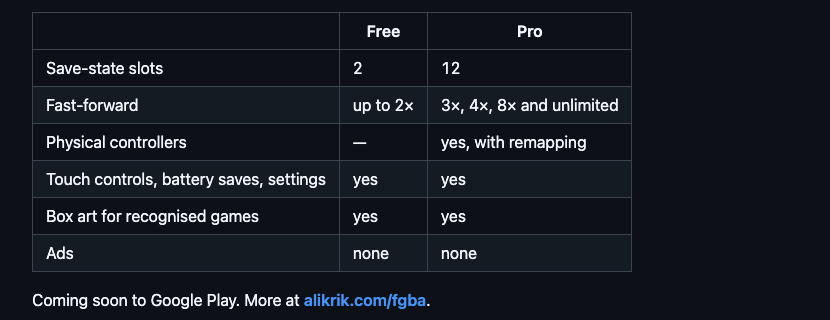 Free Pro
Save-state slots 2 12
Fast-forward up to 2× 3×, 4×, 8× and unlimited
Physical controllers — yes, with remapping
Touch controls, battery saves, settings yes yes
Box art for recognised games yes yes
Ads none none
Coming soon to Google Play. More at alikrik.com/fgba.